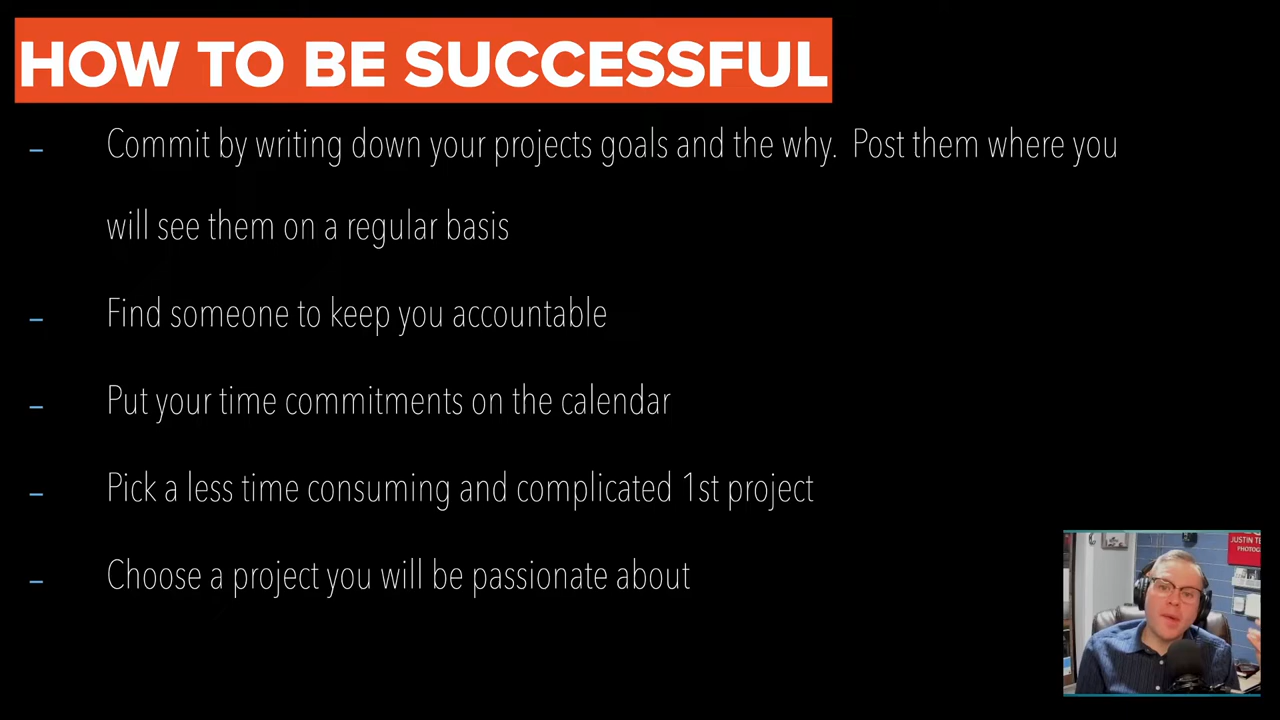 HOW TO BE SUCCESSFUL
– Commit by writing down your projects goals and the why. Post them where you
will see them on a regular basis
– Find someone to keep you accountable
– Put your time commitments on the calendar
– Pick a less time consuming and complicated 1st project
– Choose a project you will be passionate about
JUSTIN